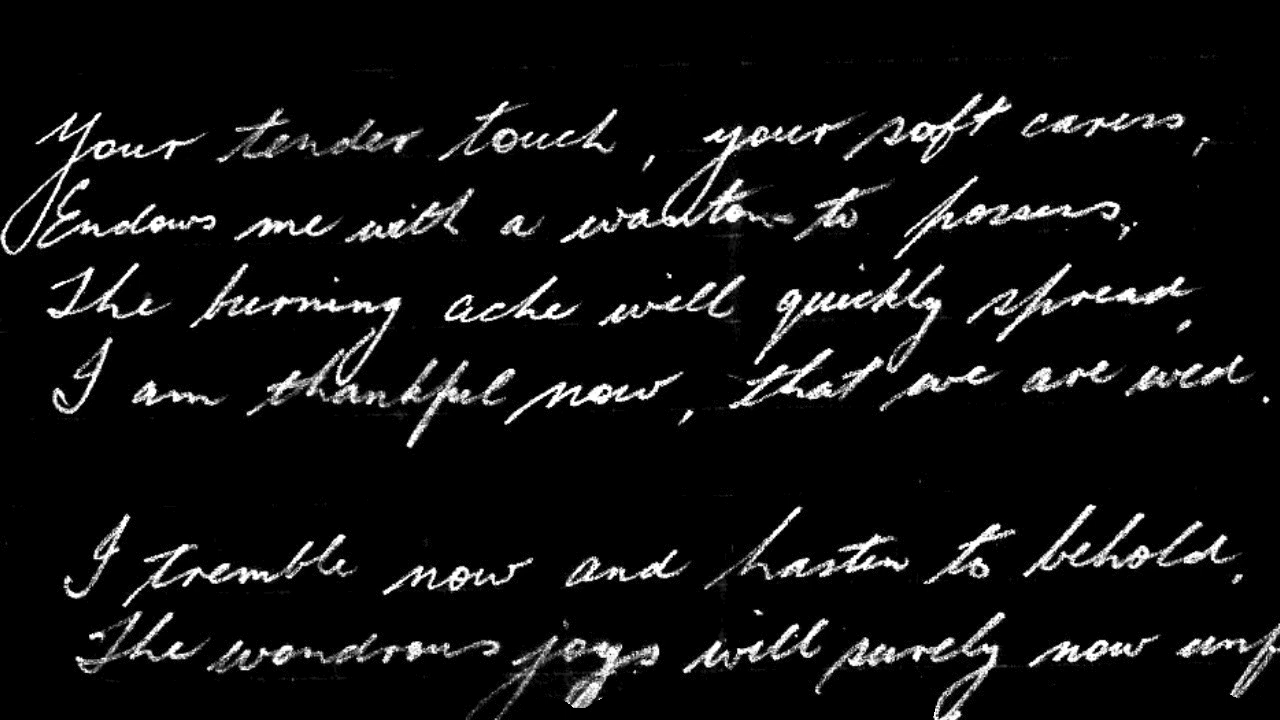 Your tender touch, your soft caress,
Endows me with a wanton to possess,
The burning ache will quickly spread,
I am thankful now, that we are wed.
I tremble now and hasten to behold,
The wondrous joys will surely now unf